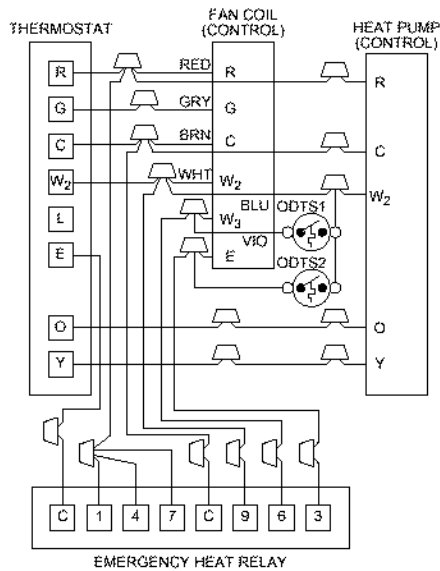 FAN COIL
(CONTROL)
THERMOSTAT
HEAT PUMP
(CONTROL)
R RED R R
G GRY G
C BRN C C
W2 WHT W2 W2
L BLU ODTS1
W3
VIO
E E ODTS2
O O
Y Y
C 1 4 7 C 9 6 3
EMERGENCY HEAT RELAY